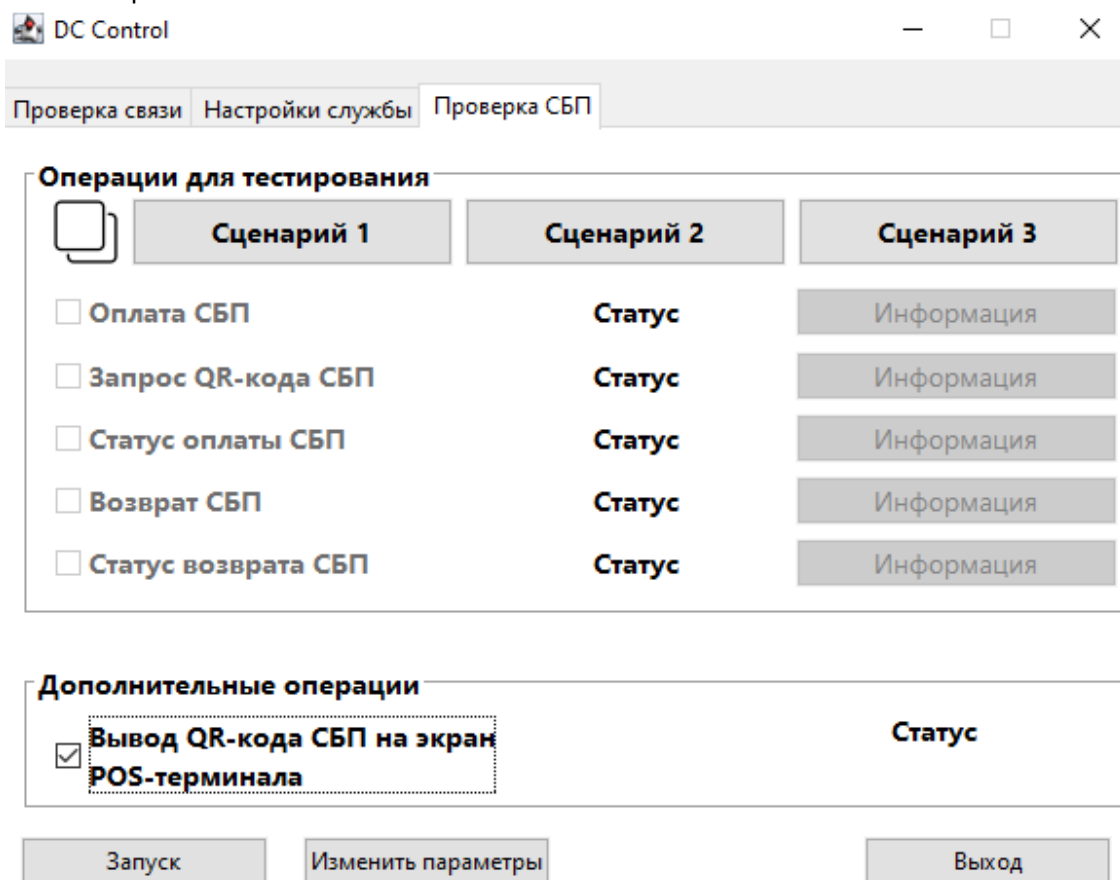 DC Control
Проверка связи Настройки службы Проверка СБП
Операции для тестирования
Сценарий 1 Сценарий 2 Сценарий 3
Оплата СБП Статус Информация
Запрос QR-кода СБП Статус Информация
Статус оплаты СБП Статус Информация
Возврат СБП Статус Информация
Статус возврата СБП Статус Информация
Дополнительные операции
Вывод QR-кода СБП на экран Статус
POS-терминала
Запуск Изменить параметры Выход